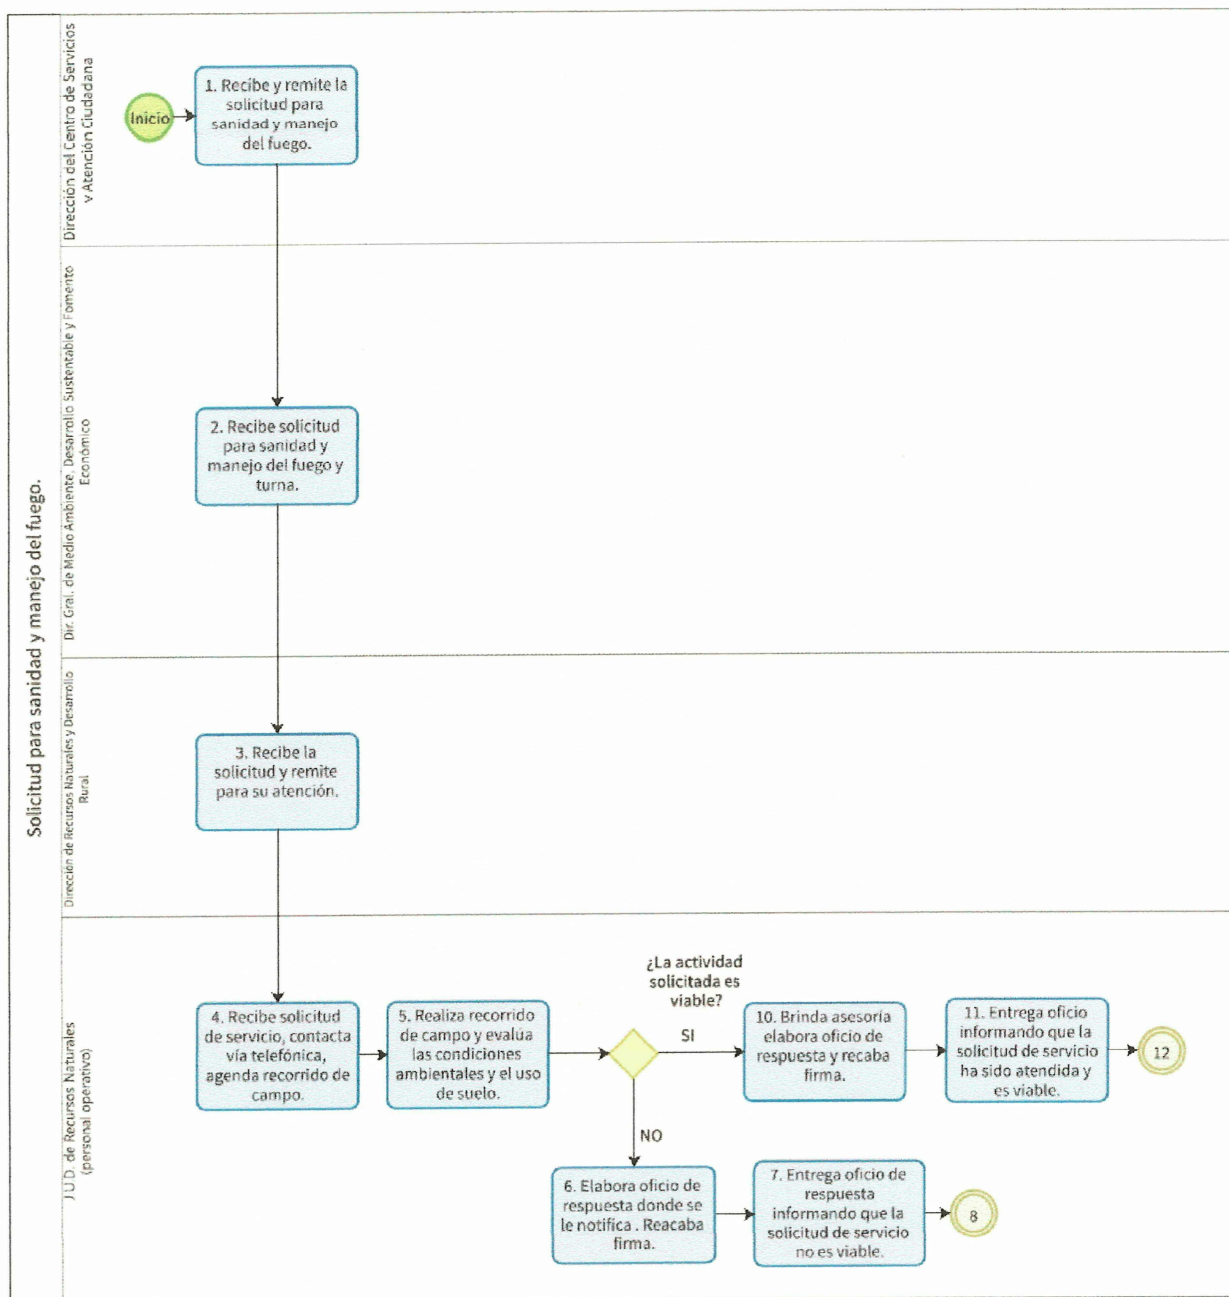 Solicitud para sanidad y manejo del fuego.
Dirección del Centro de Servicios
y Atención Ciudadana
Inicio
1. Recibe y remite la
solicitud para
sanidad y manejo
del fuego.
Dir. Gral. de Medio Ambiente, Desarrollo Sustentable y Fomento
Económico
2. Recibe solicitud
para sanidad y
manejo del fuego y
turna.
Dirección de Recursos Naturales y Desarrollo
Rural
3. Recibe la
solicitud y remite
para su atención.
J.U.D. de Recursos Naturales
(personal operativo)
4. Recibe solicitud
de servicio, contacta
vía telefónica,
agenda recorrido de
campo.
5. Realiza recorrido
de campo y evalúa
las condiciones
ambientales y el uso
de suelo.
¿La actividad
solicitada es
viable?
SI
10. Brinda asesoría
elabora oficio de
respuesta y recaba
firma.
11. Entrega oficio
informando que la
solicitud de servicio
ha sido atendida y
es viable.
12
NO
6. Elabora oficio de
respuesta donde se
le notifica . Reacaba
firma.
7. Entrega oficio de
respuesta
informando que la
solicitud de servicio
no es viable.
8